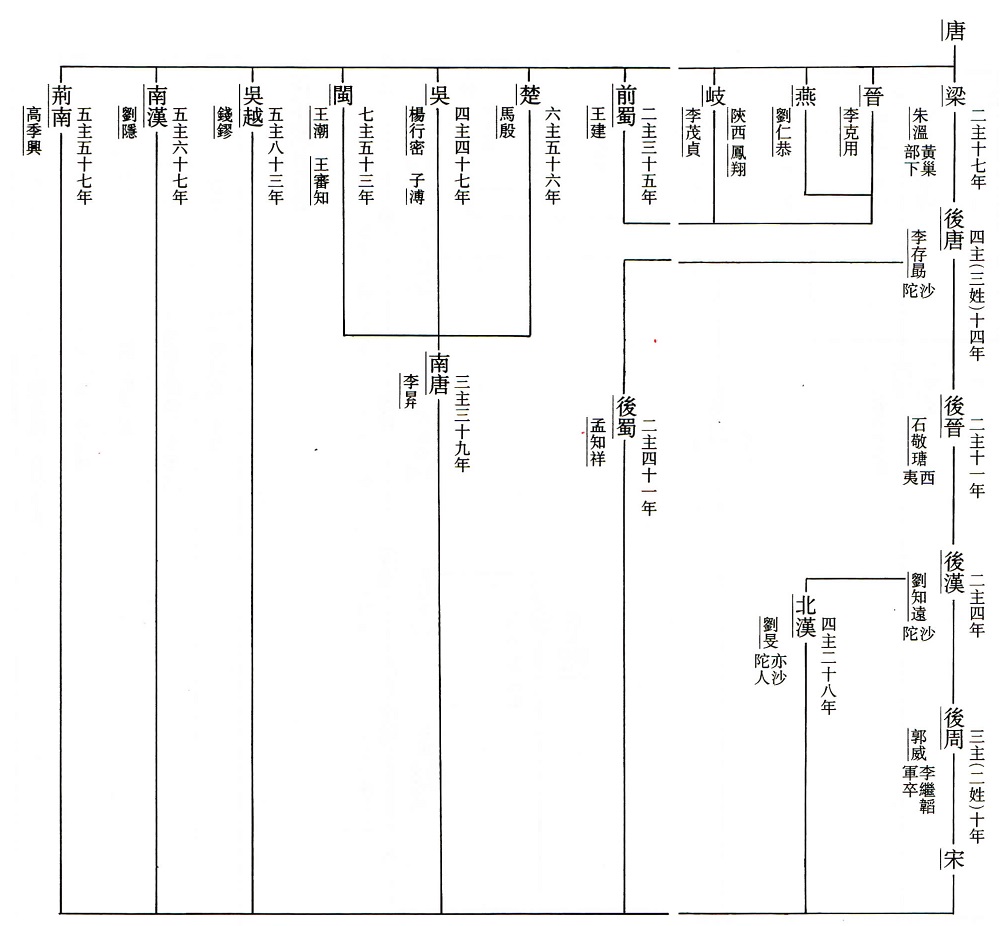 唐
梁
二主十七年
朱溫
黃巢
部下
晉
李克用
燕
劉仁恭
岐
陝西
鳳翔
李茂貞
前蜀
二主三十五年
王建
楚
六主五十六年
馬殷
吳
四主四十七年
楊行密
子溥
閩
七主五十三年
王潮
王審知
吳越
五主八十三年
錢鏐
南漢
五主六十七年
劉隱
荊南
五主五十七年
高季興
後唐
四主(三姓)十四年
李存勗
沙
陀
南唐
三主三十九年
李昪
後蜀
二主四十一年
孟知祥
後晉
二主十一年
石敬瑭
西
夷
後漢
二主四年
劉知遠
沙
陀
北漢
四主二十八年
劉旻
亦沙
陀人
後周
三主(二姓)十年
郭威
李繼韜
軍卒
宋